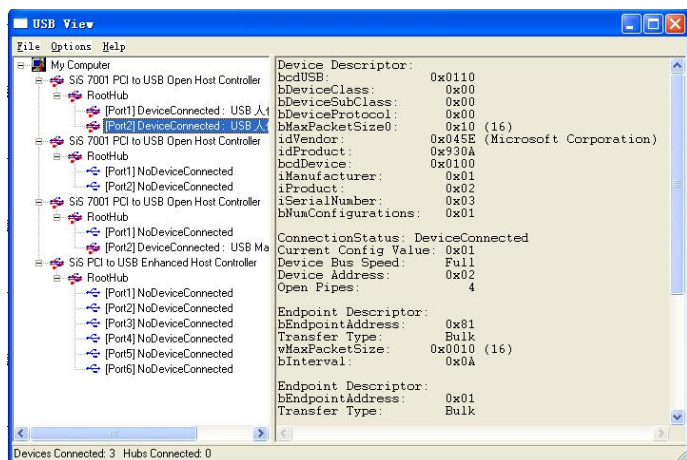 USB View
File Options Help
My Computer
SiS 7001 PCI to USB Open Host Controller
RootHub
[Port1] DeviceConnected : USB 人
[Port2] DeviceConnected : USB 人
SiS 7001 PCI to USB Open Host Controller
RootHub
[Port1] NoDeviceConnected
[Port2] NoDeviceConnected
SiS 7001 PCI to USB Open Host Controller
RootHub
[Port1] NoDeviceConnected
[Port2] DeviceConnected : USB Ma
SiS PCI to USB Enhanced Host Controller
RootHub
[Port1] NoDeviceConnected
[Port2] NoDeviceConnected
[Port3] NoDeviceConnected
[Port4] NoDeviceConnected
[Port5] NoDeviceConnected
[Port6] NoDeviceConnected
Device Descriptor:
bcdUSB: 0x0110
bDeviceClass: 0x00
bDeviceSubClass: 0x00
bDeviceProtocol: 0x00
bMaxPacketSize0: 0x10 (16)
idVendor: 0x045E (Microsoft Corporation)
idProduct: 0x930A
bcdDevice: 0x0100
iManufacturer: 0x01
iProduct: 0x02
iSerialNumber: 0x03
bNumConfigurations: 0x01
ConnectionStatus: DeviceConnected
Current Config Value: 0x01
Device Bus Speed: Full
Device Address: 0x02
Open Pipes: 4
Endpoint Descriptor:
bEndpointAddress: 0x81
Transfer Type: Bulk
wMaxPacketSize: 0x0010 (16)
bInterval: 0x0A
Endpoint Descriptor:
bEndpointAddress: 0x01
Transfer Type: Bulk
Devices Connected: 3 Hubs Connected: 0